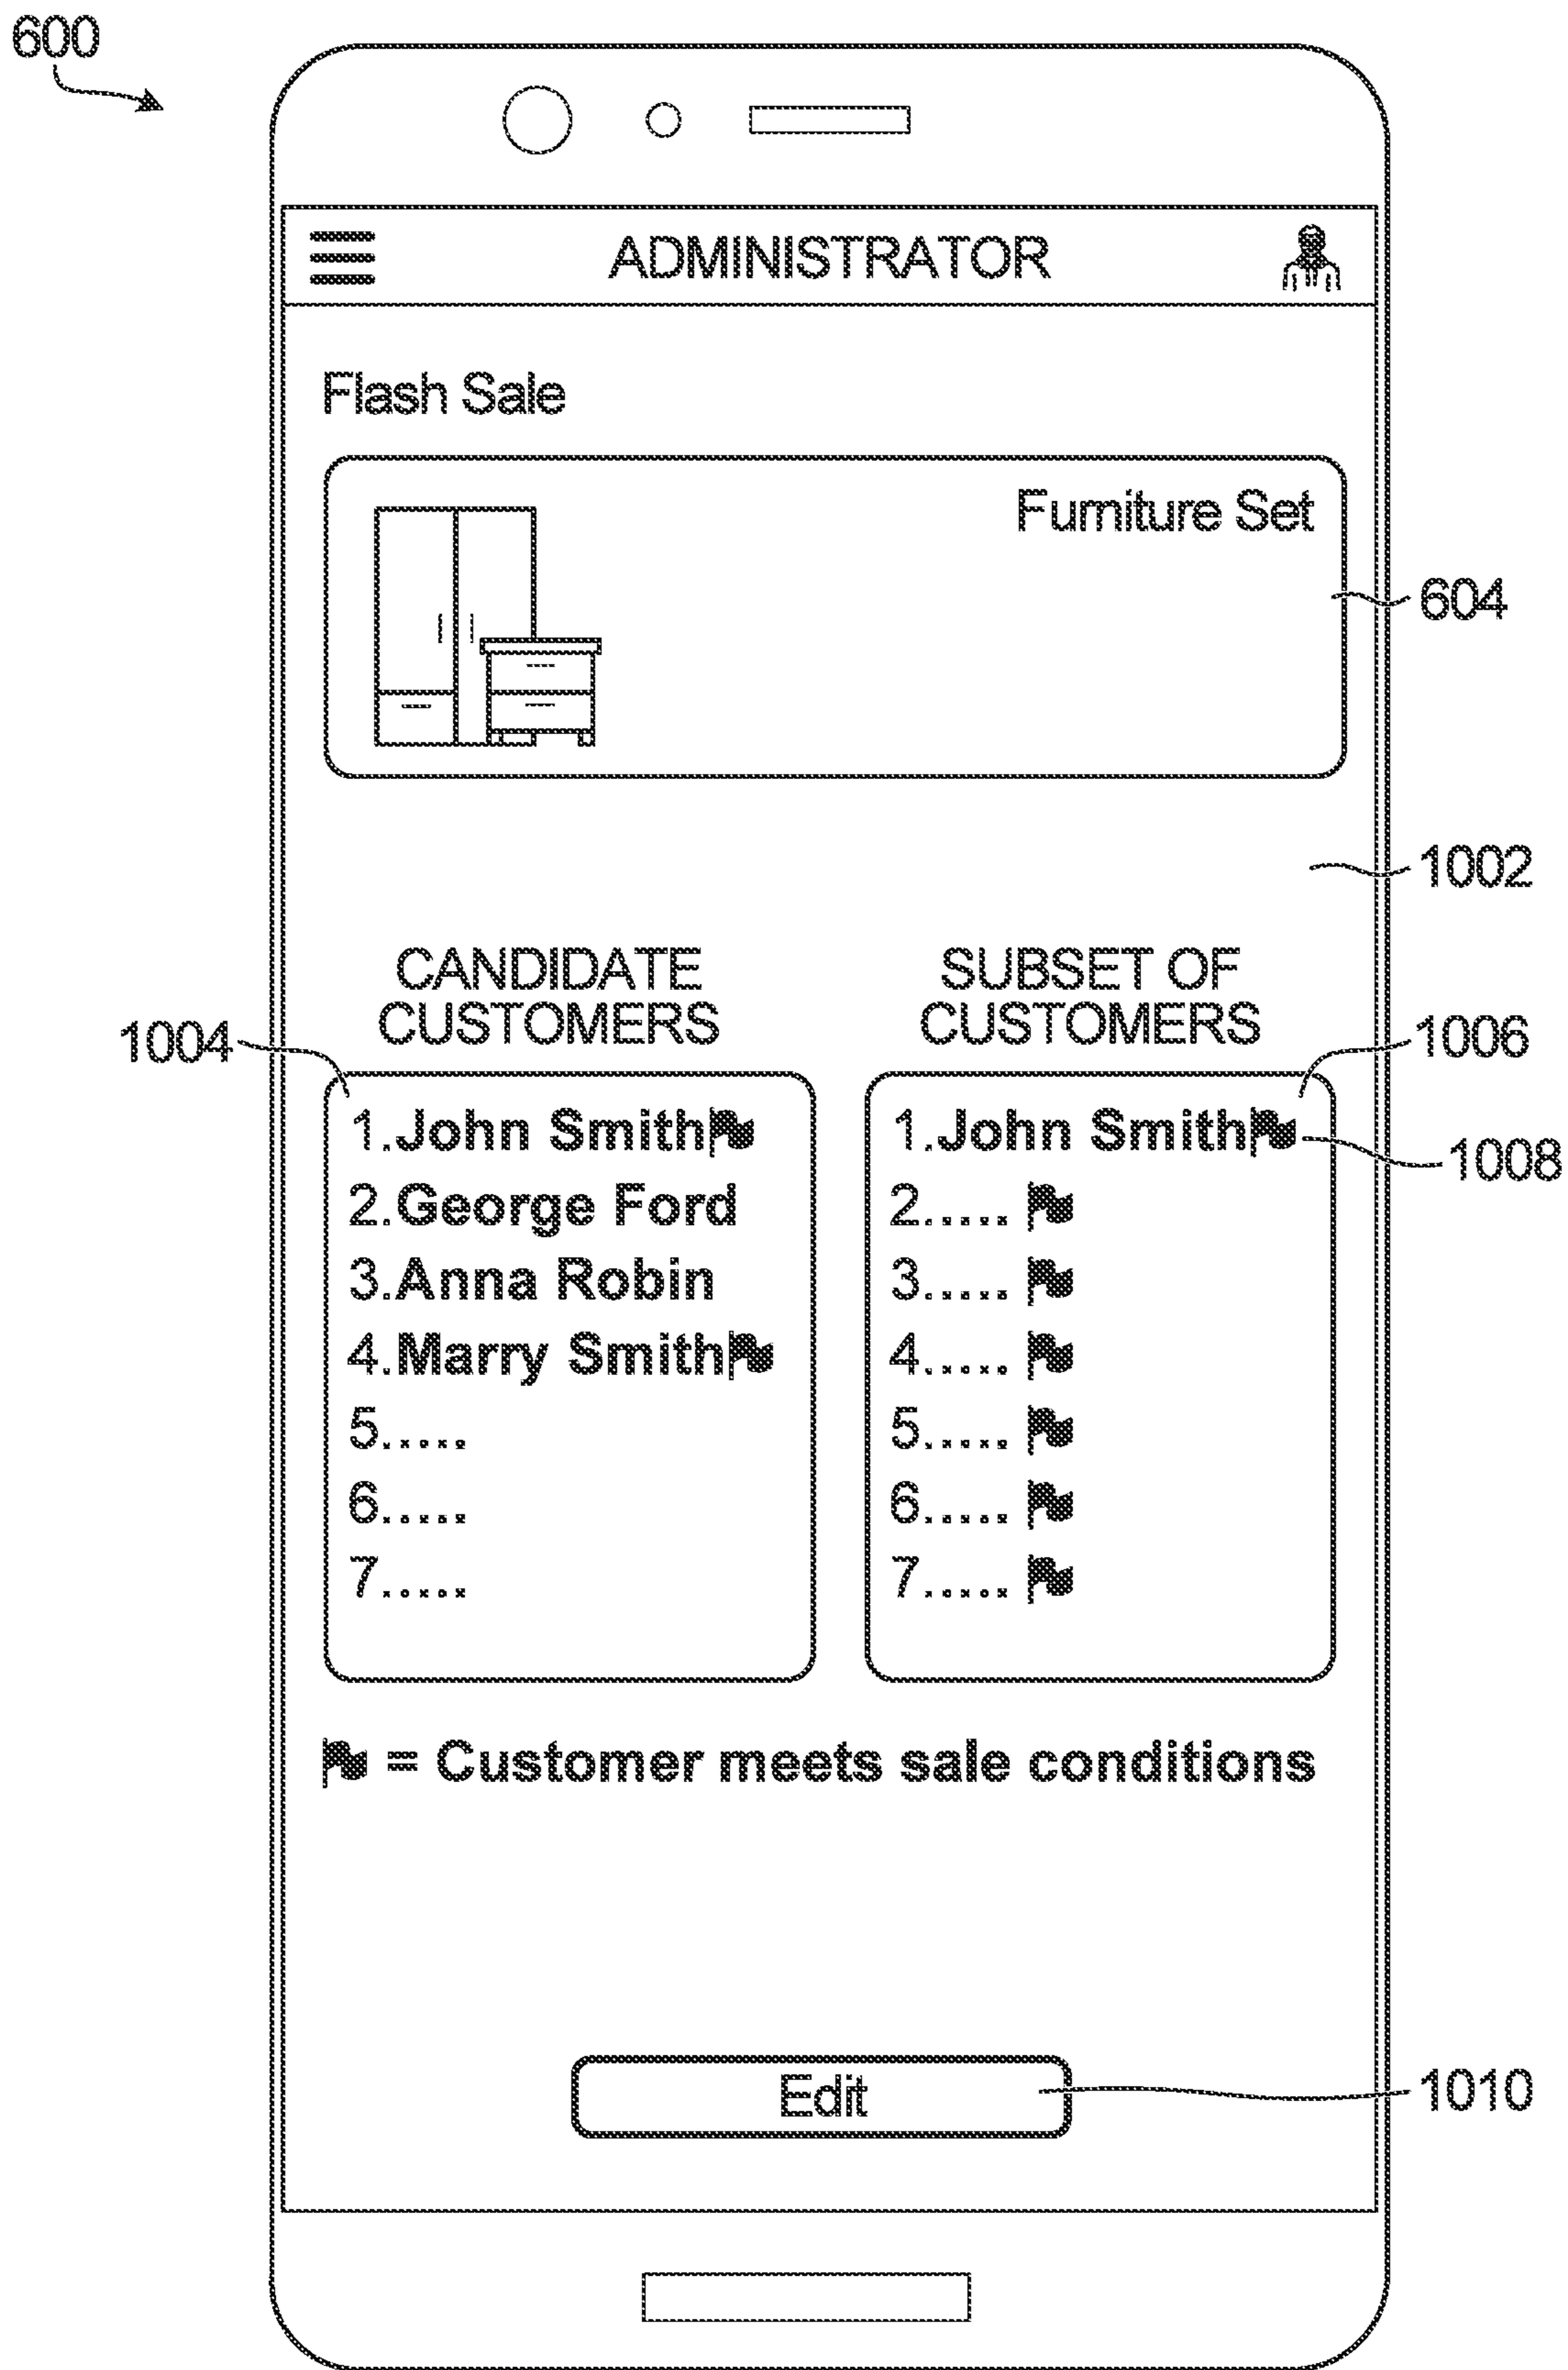 600
ADMINISTRATOR
Flash Sale
Furniture Set
604
1002
CANDIDATE
CUSTOMERS
SUBSET OF
CUSTOMERS
1004
1006
1.John Smith
2.George Ford
3.Anna Robin
4.Marry Smith
5.....
6.....
7.....
1.John Smith
1008
2.....
3.....
4.....
5.....
6.....
7.....
= Customer meets sale conditions
Edit
1010